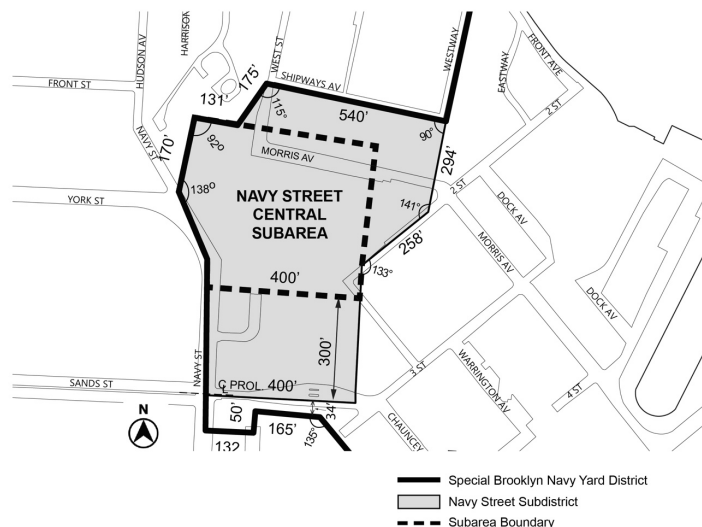 HARRISON
HUDSON AV
WEST ST
WESTWAY
SHIPWAYS AV
EASTWAY
FRONT AVE
2 ST
FRONT ST
131'
175'
115°
540'
90°
NAVY ST
170'
92°
MORRIS AV
294'
2 ST
138°
YORK ST
NAVY STREET
CENTRAL
SUBAREA
141°
258'
DOCK AV
MORRIS AV
133°
400'
DOCK AV
300'
NAVY ST
3 ST
WARRINGTON AV
SANDS ST
PROL.
400'
4 ST
N
50'
34'
CHAUNCEY
132
165'
135°
Special Brooklyn Navy Yard District
Navy Street Subdistrict
Subarea Boundary